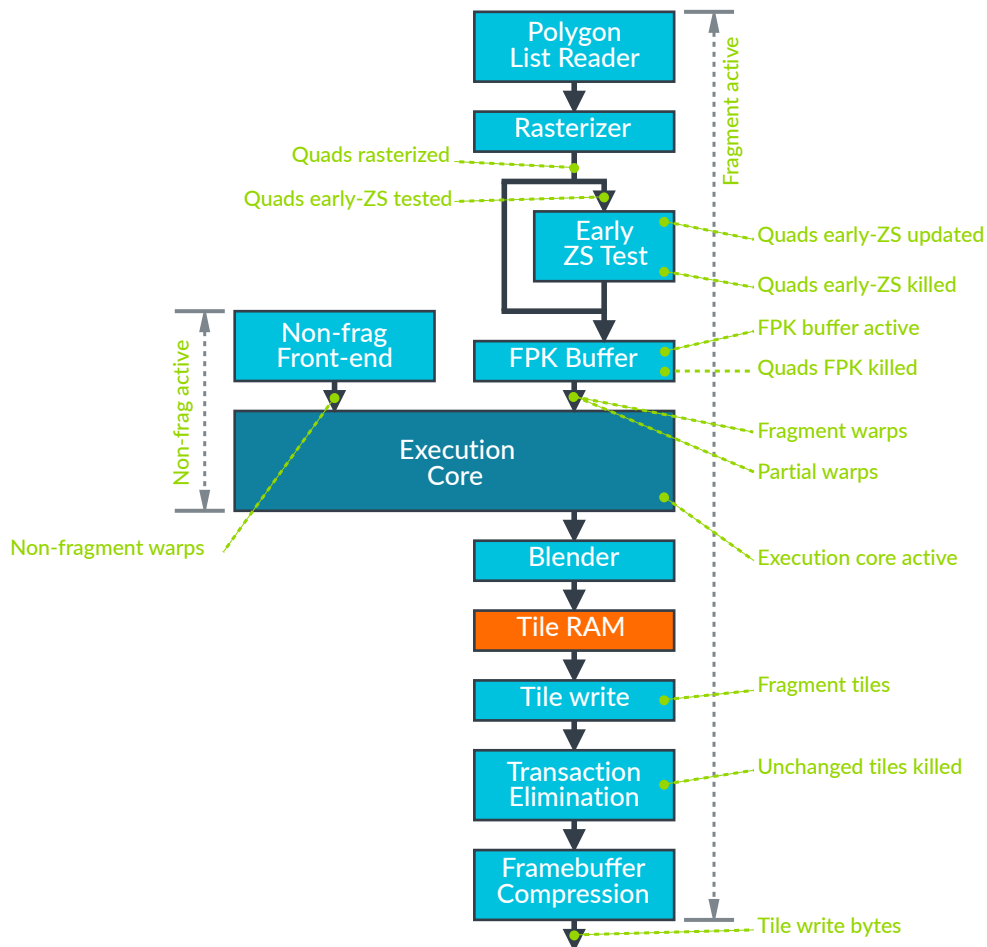 Polygon
List Reader
Fragment active
Rasterizer
Quads rasterized
Quads early-ZS tested
Early
ZS Test
Quads early-ZS updated
Quads early-ZS killed
Non-frag
Front-end
Non-frag active
FPK Buffer
FPK buffer active
Quads FPK killed
Fragment warps
Partial warps
Execution
Core
Non-fragment warps
Execution core active
Blender
Tile RAM
Tile write
Fragment tiles
Transaction
Elimination
Unchanged tiles killed
Framebuffer
Compression
Tile write bytes